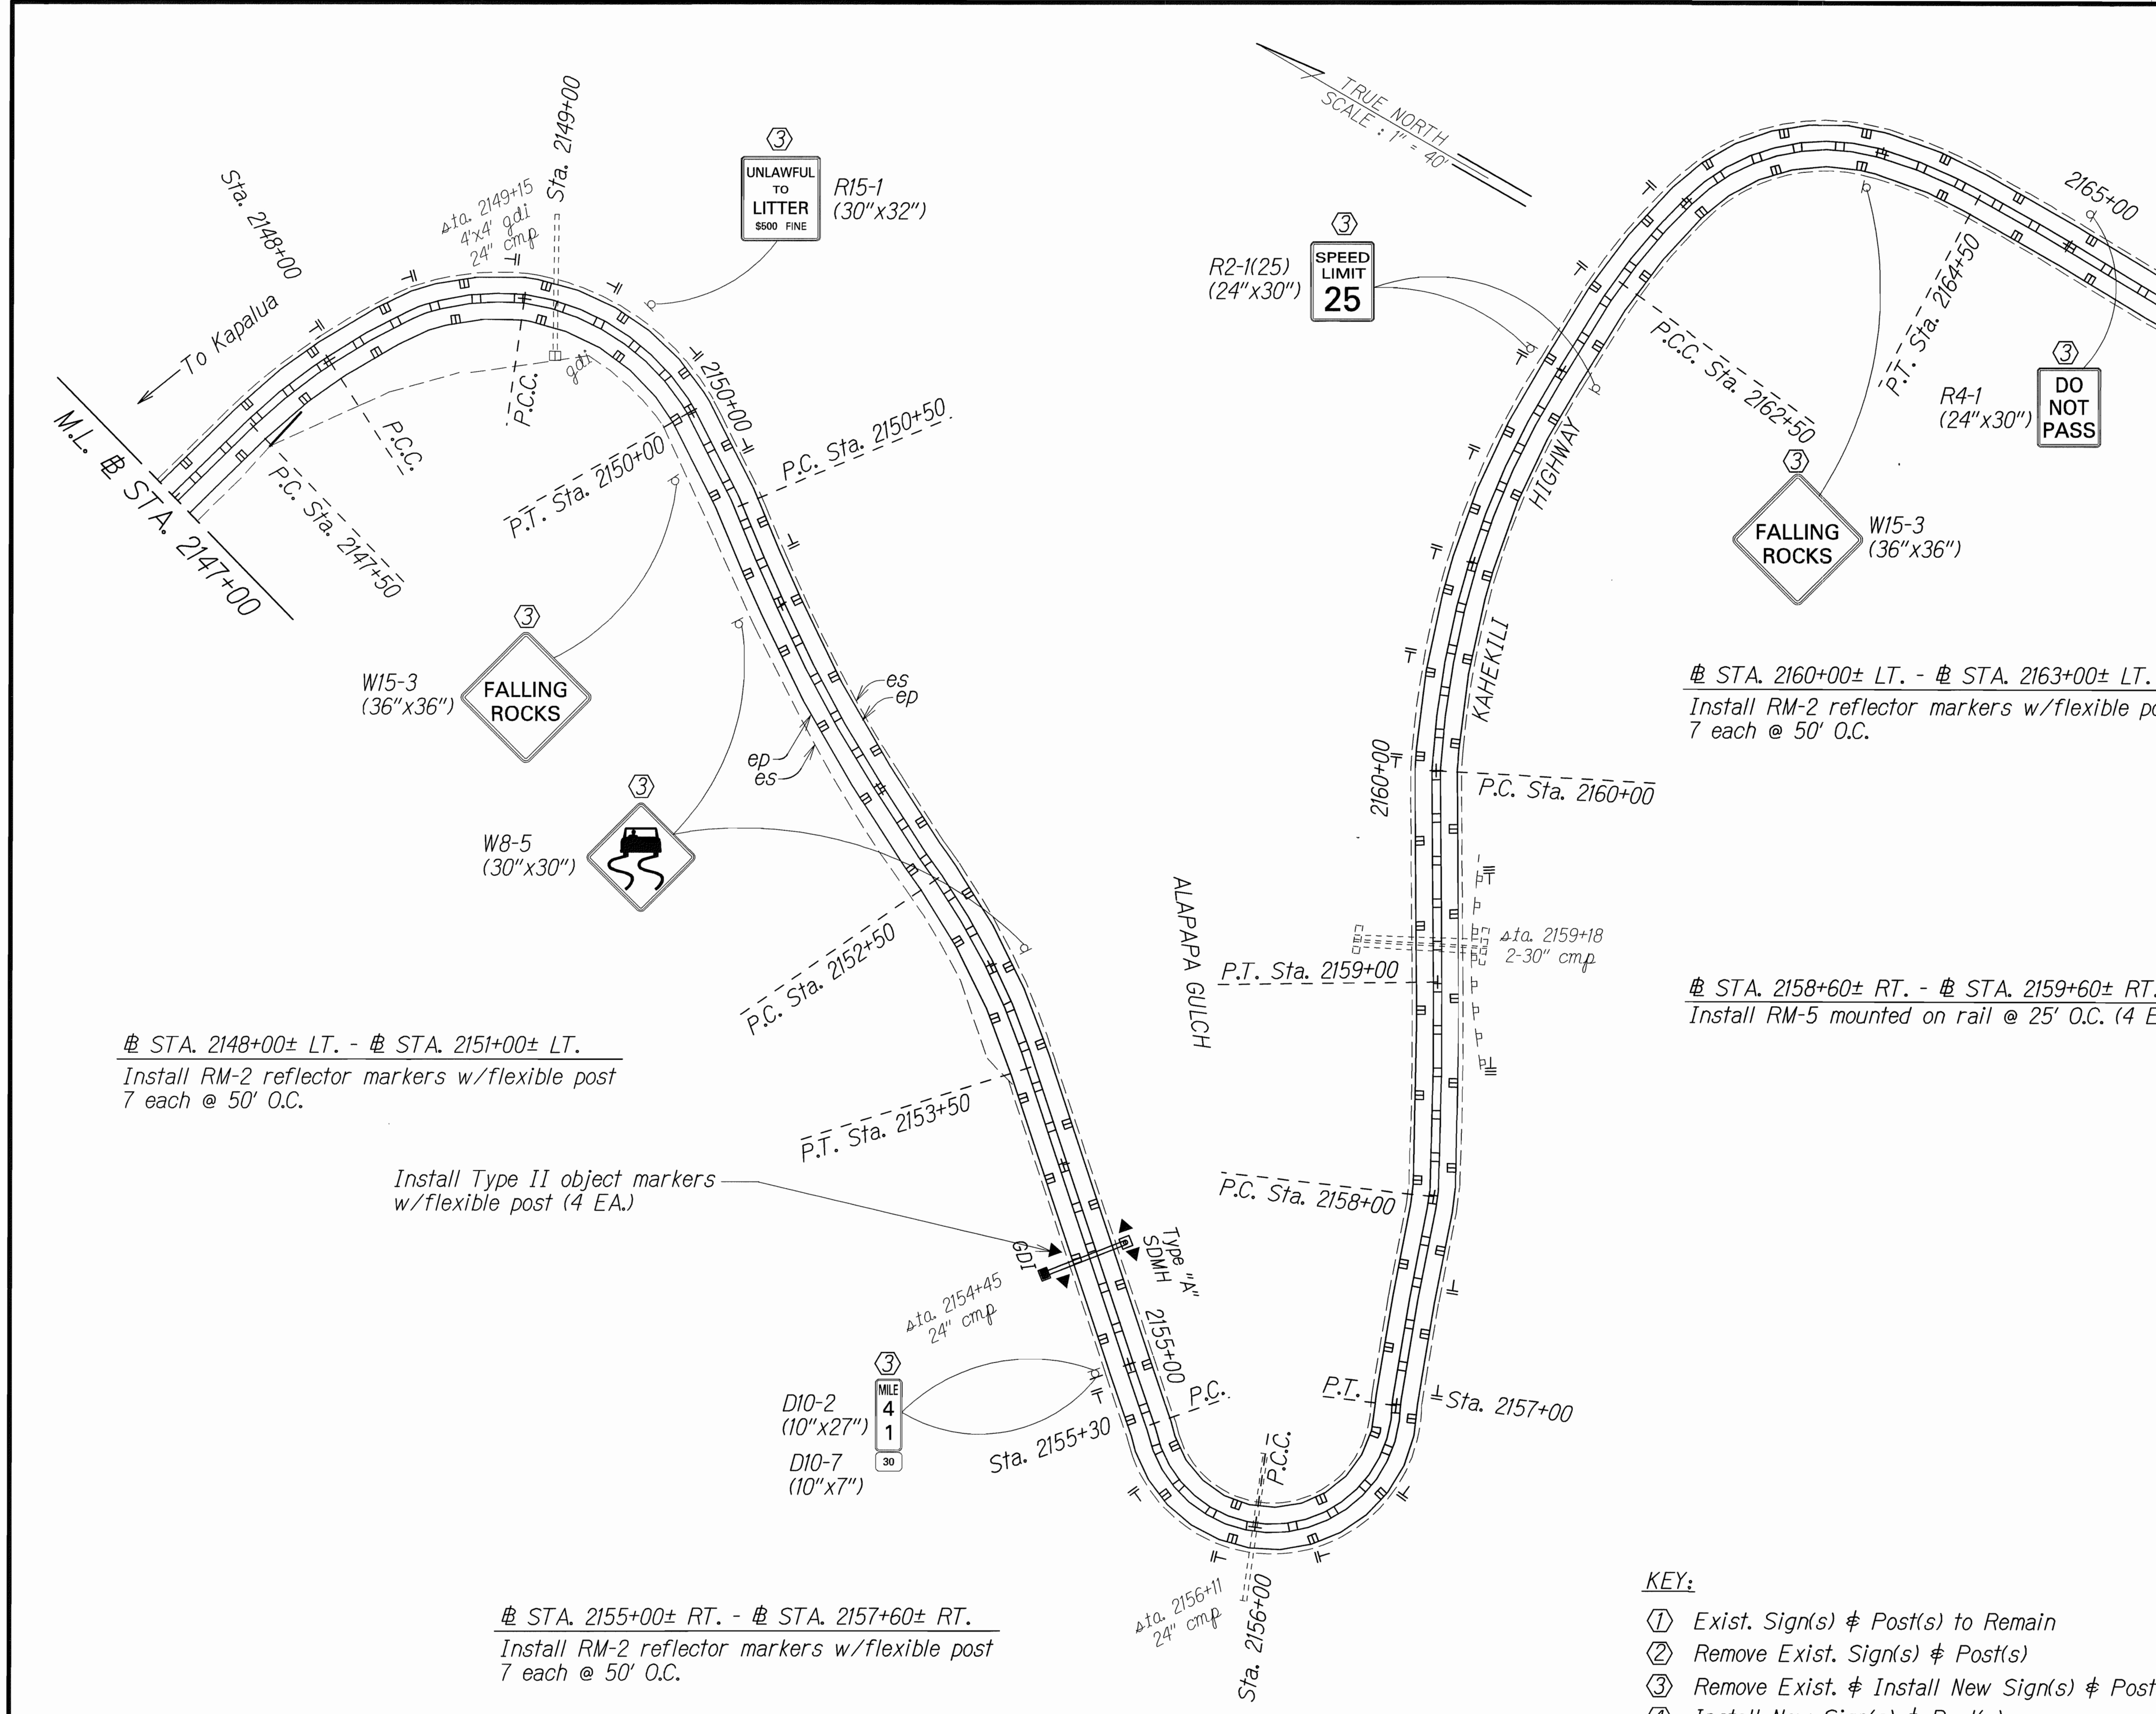 TRUE NORTH
SCALE : 1" = 40'
Sta. 2148+00
To Kapalua
M.L. ℄ STA. 2147+00
sta. 2149+15
4'x4' gdi
24" cmp
Sta. 2149+00
3
UNLAWFUL
TO
LITTER
$500 FINE
R15-1
(30"x32")
gdi
P.C.C.
P.C.C.
P.C. Sta. 2147+50
2150+00
P.T. Sta. 2150+00
P.C. Sta. 2150+50
3
FALLING
ROCKS
W15-3
(36"x36")
es
ep
ep
es
3
W8-5
(30"x30")
P.C. Sta. 2152+50
P.T. Sta. 2153+50
℄ STA. 2148+00± LT. - ℄ STA. 2151+00± LT.
Install RM-2 reflector markers w/flexible post
7 each @ 50' O.C.
Install Type II object markers
w/flexible post (4 EA.)
GDI
Type "A"
SDMH
sta. 2154+45
24" cmp
2155+00
3
MILE
4
1
30
D10-2
(10"x27")
D10-7
(10"x7")
Sta. 2155+30
P.C.
P.C.C.
sta. 2156+11
24" cmp
Sta. 2156+00
P.T.
Sta. 2157+00
℄ STA. 2155+00± RT. - ℄ STA. 2157+60± RT.
Install RM-2 reflector markers w/flexible post
7 each @ 50' O.C.
P.C. Sta. 2158+00
ALAPAPA GULCH
P.T. Sta. 2159+00
sta. 2159+18
2-30" cmp
2160+00
P.C. Sta. 2160+00
KAHEKILI
HIGHWAY
3
SPEED
LIMIT
25
R2-1(25)
(24"x30")
P.C.C. Sta. 2162+50
P.T. Sta. 2164+50
2165+00
3
DO
NOT
PASS
R4-1
(24"x30")
3
FALLING
ROCKS
W15-3
(36"x36")
℄ STA. 2160+00± LT. - ℄ STA. 2163+00± LT.
Install RM-2 reflector markers w/flexible po
7 each @ 50' O.C.
℄ STA. 2158+60± RT. - ℄ STA. 2159+60± RT.
Install RM-5 mounted on rail @ 25' O.C. (4 E
KEY:
1 Exist. Sign(s) & Post(s) to Remain
2 Remove Exist. Sign(s) & Post(s)
3 Remove Exist. & Install New Sign(s) & Post